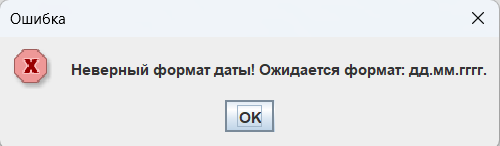 Ошибка
Неверный формат даты! Ожидается формат: дд.мм.гггг.
OK